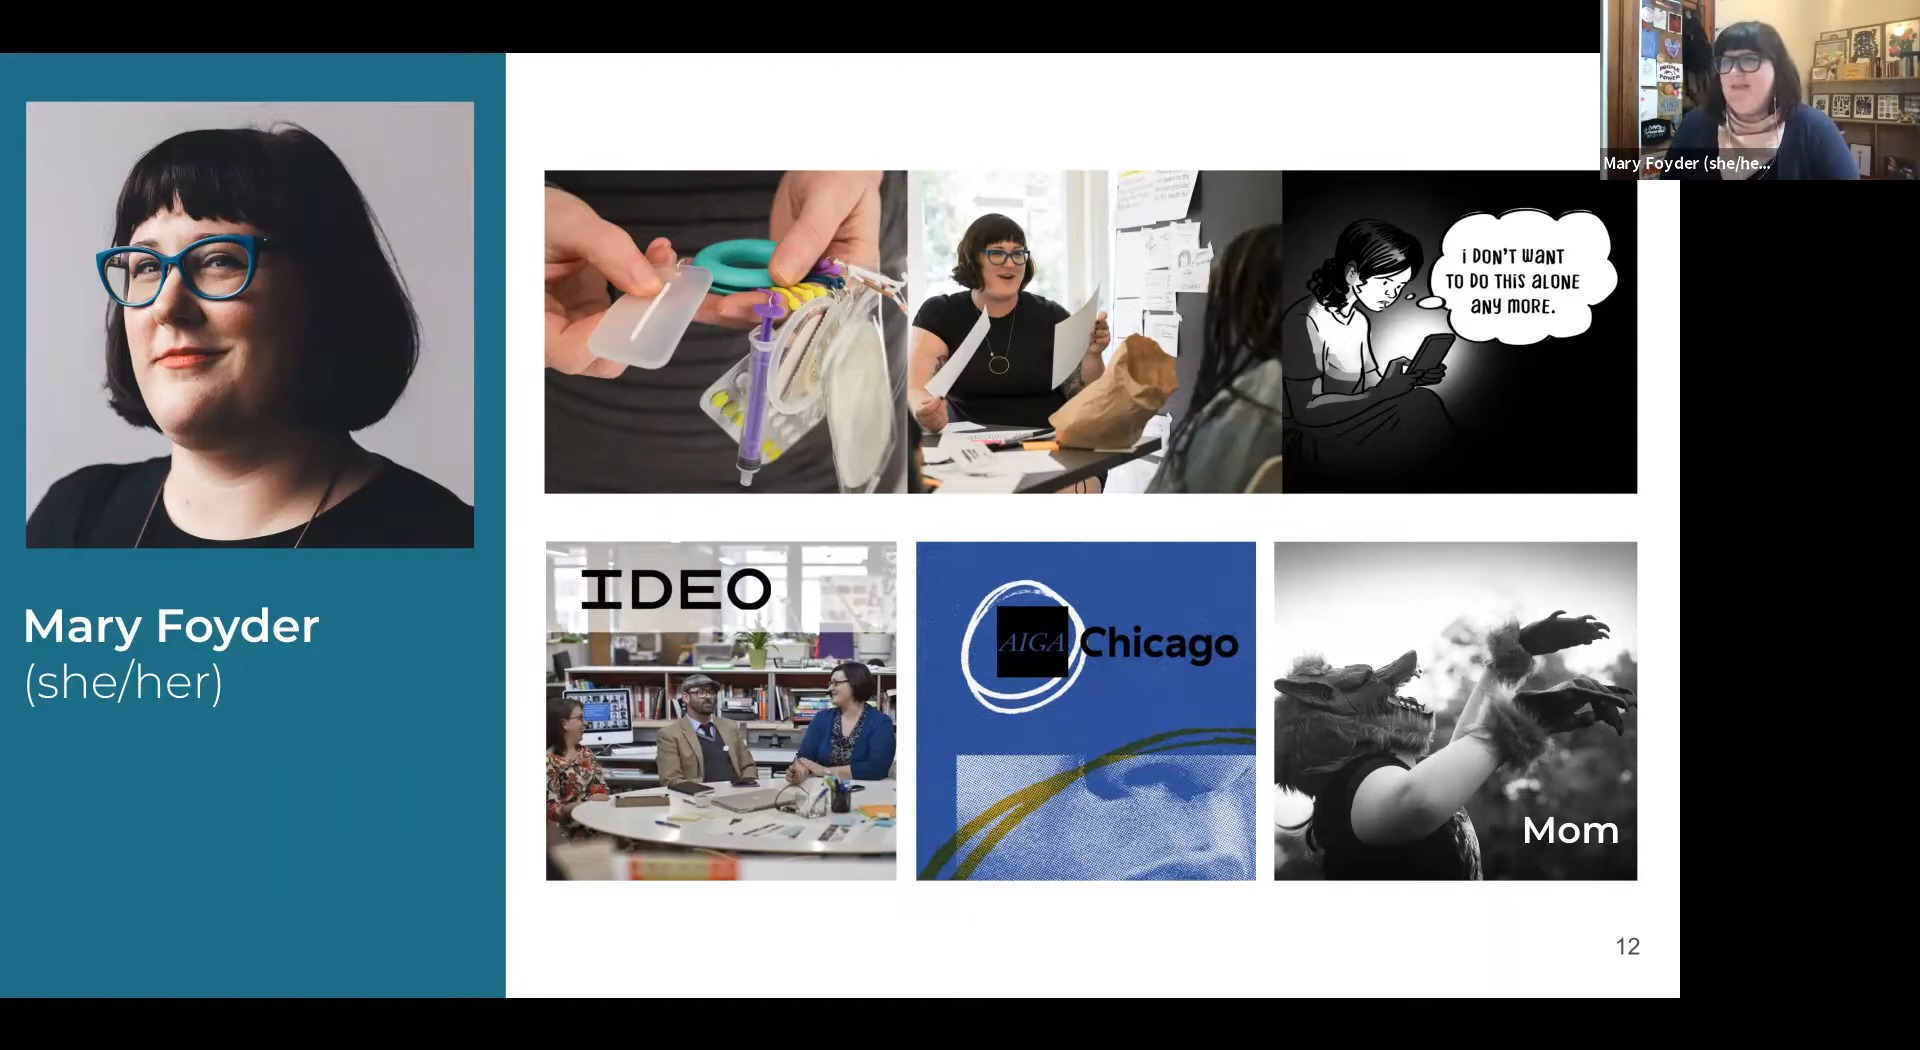 Mary Foyder (she/he...
I DON'T WANT
TO DO THIS ALONE
ANY MORE.
IDEO
AIGA Chicago
Mary Foyder
(she/her)
Mom
12